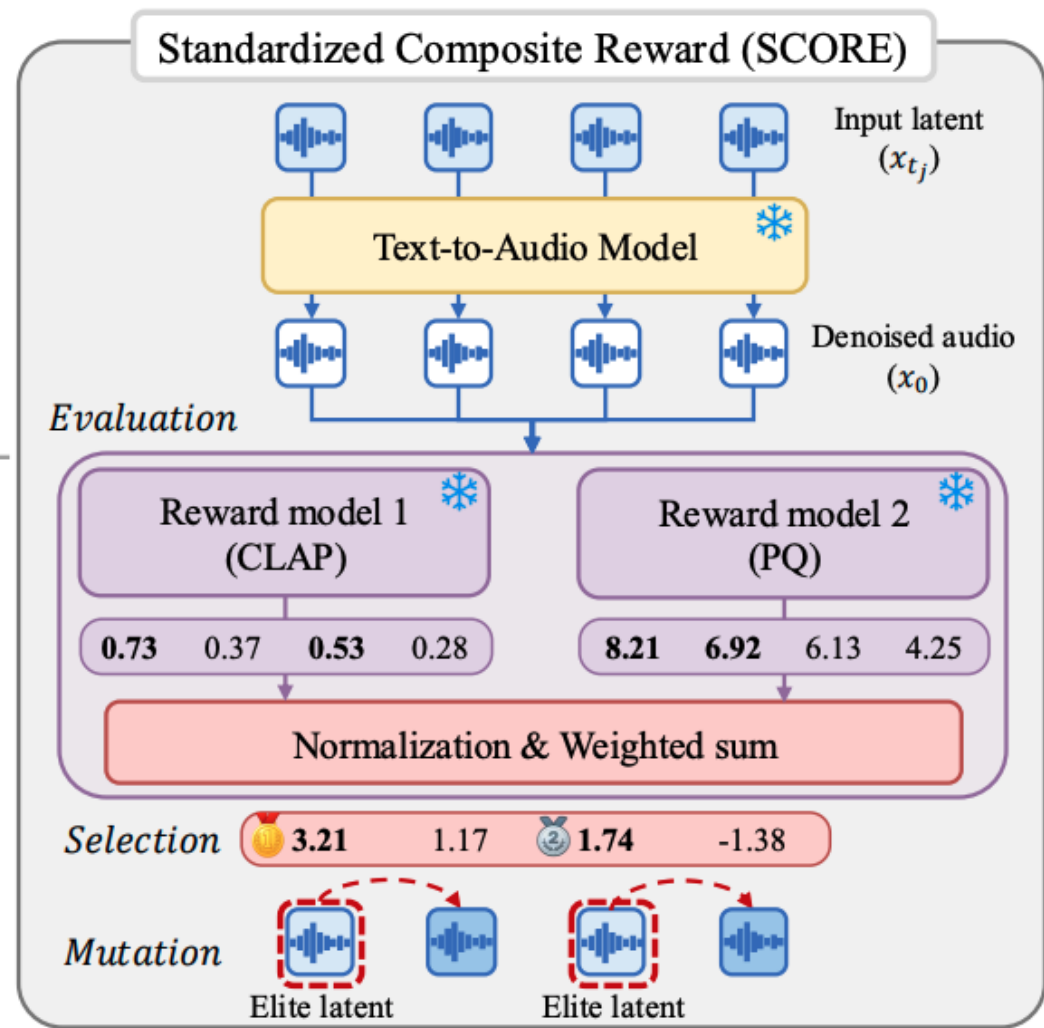 Standardized Composite Reward (SCORE)
Input latent
(x_{t_j})
Text-to-Audio Model
Denoised audio
(x_0)
Evaluation
Reward model 1
(CLAP)
Reward model 2
(PQ)
0.73 0.37 0.53 0.28
8.21 6.92 6.13 4.25
Normalization & Weighted sum
Selection 1 3.21 1.17 2 1.74 -1.38
Mutation
Elite latent Elite latent